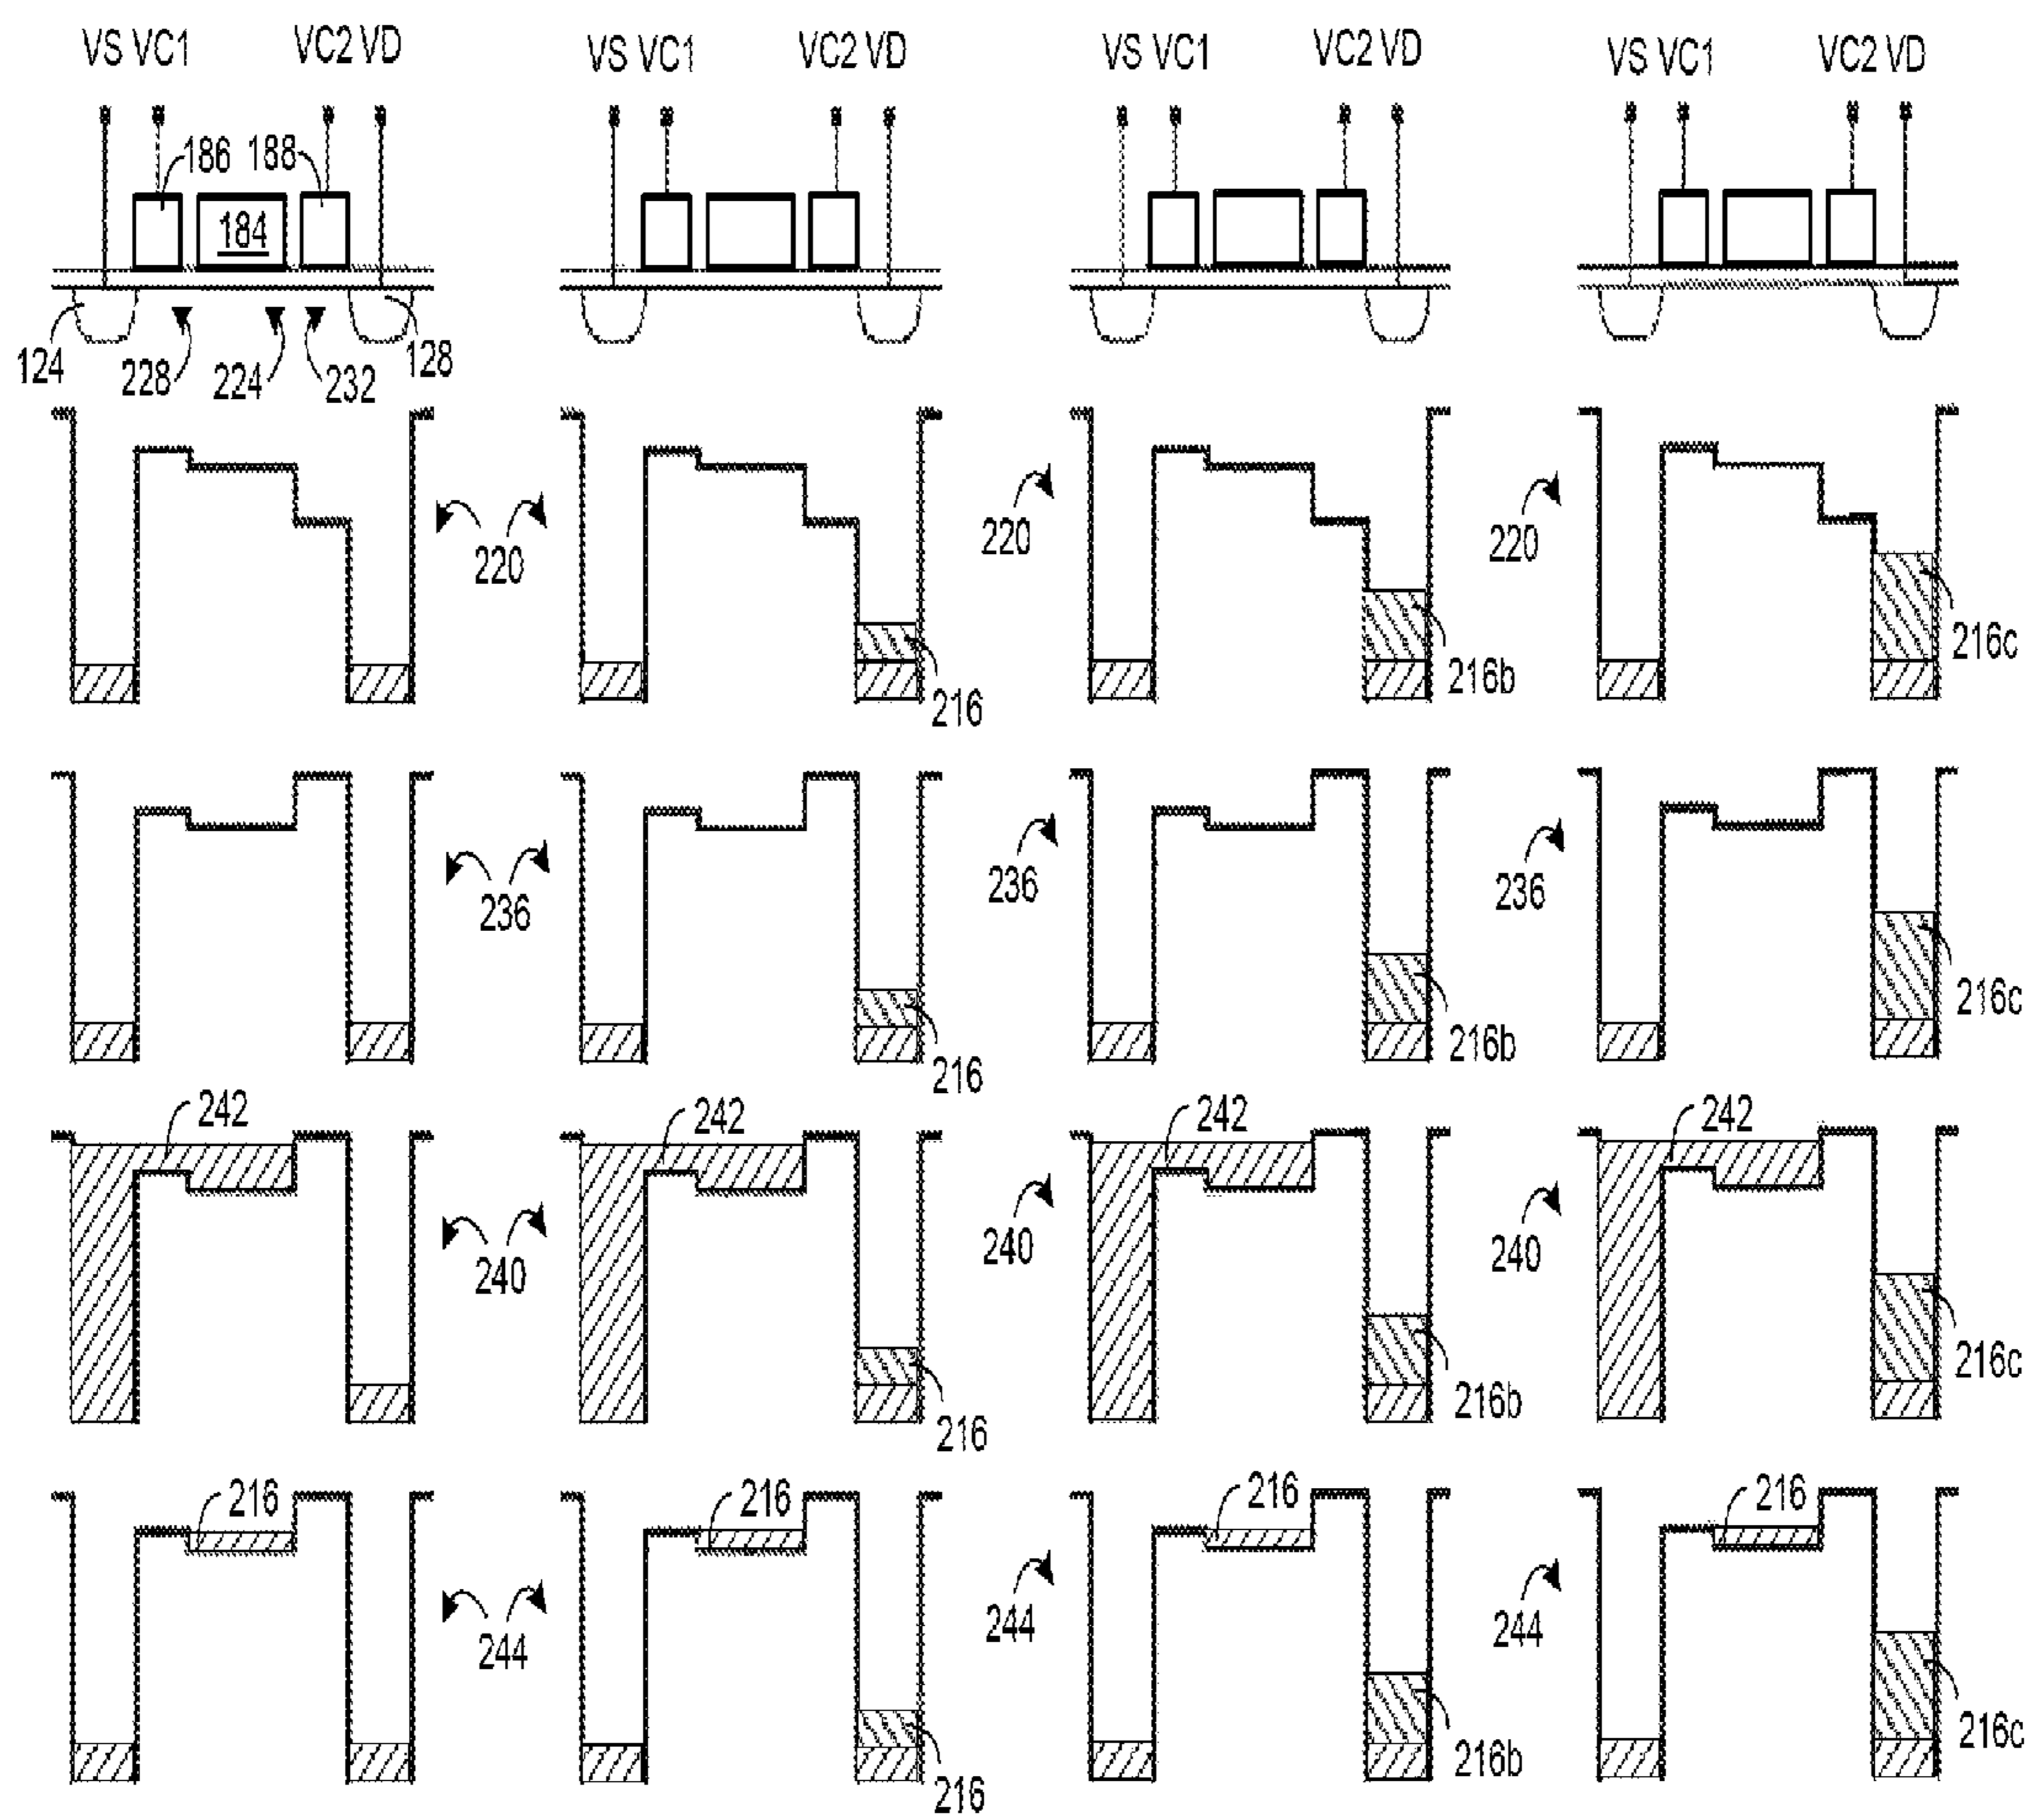 VS VC1 VC2 VD VS VC1 VC2 VD VS VC1 VC2 VD VS VC1 VC2 VD
186 188
184
124 228 224 232 128
220 220 220
216 216b 216c
236 236 236
216 216b 216c
242 242 242 242
240 240 240
216 216b 216c
216 216 216 216
244 244 244
216 216b 216c